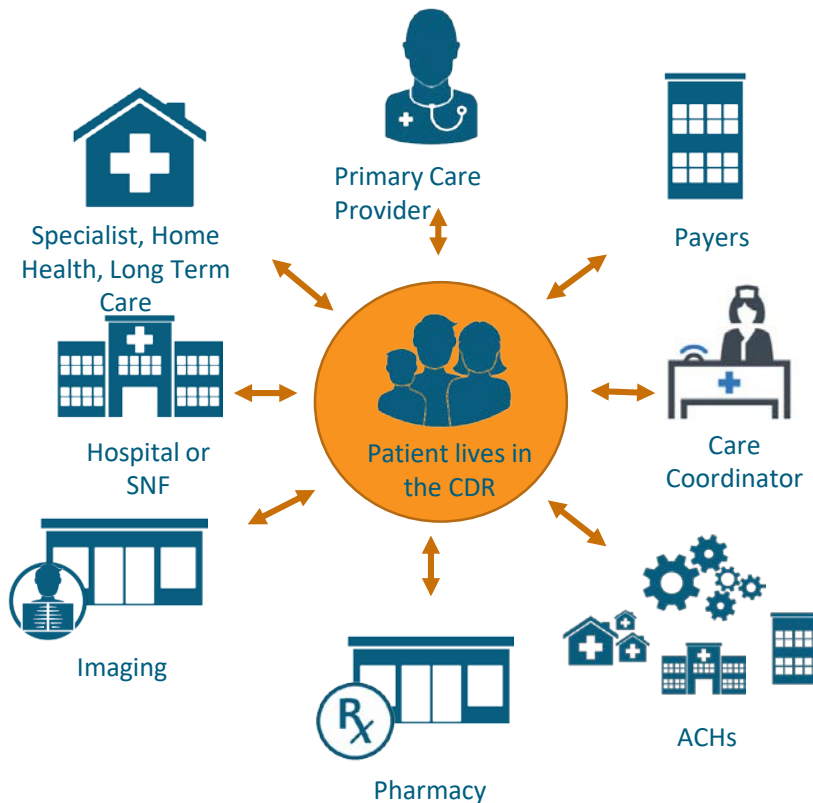 Primary Care
Provider
Specialist, Home
Health, Long Term
Care
Payers
Hospital or
SNF
Patient lives in
the CDR
Care
Coordinator
Imaging
Rx
Pharmacy
ACHs